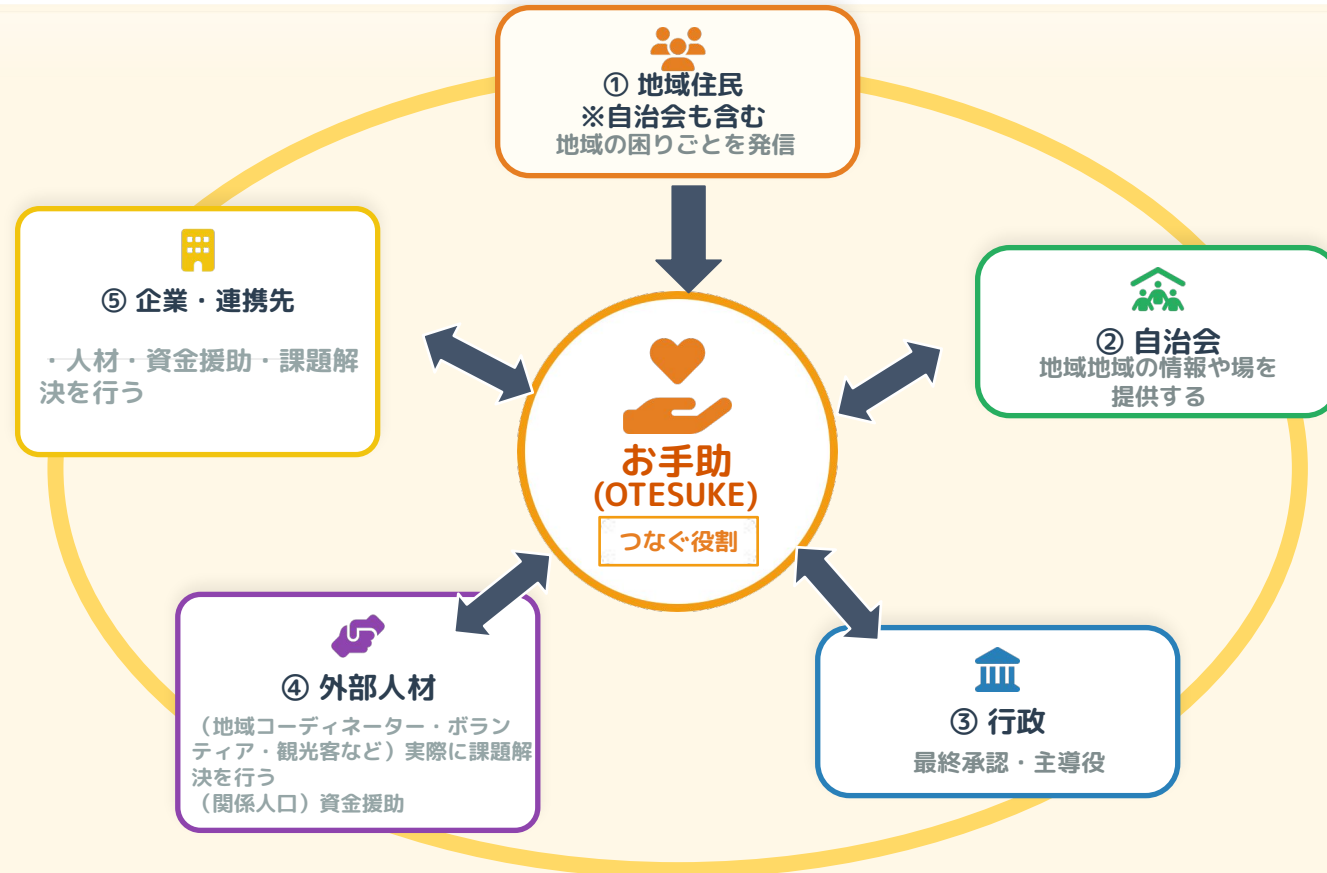 ① 地域住民
※自治会も含む
地域の困りごとを発信
② 自治会
地域地域の情報や場を
提供する
③ 行政
最終承認・主導役
④ 外部人材
（地域コーディネーター・ボラン
ティア・観光客など）実際に課題解
決を行う
（関係人口）資金援助
⑤ 企業・連携先
・人材・資金援助・課題解
決を行う
お手助
(OTESUKE)
つなぐ役割